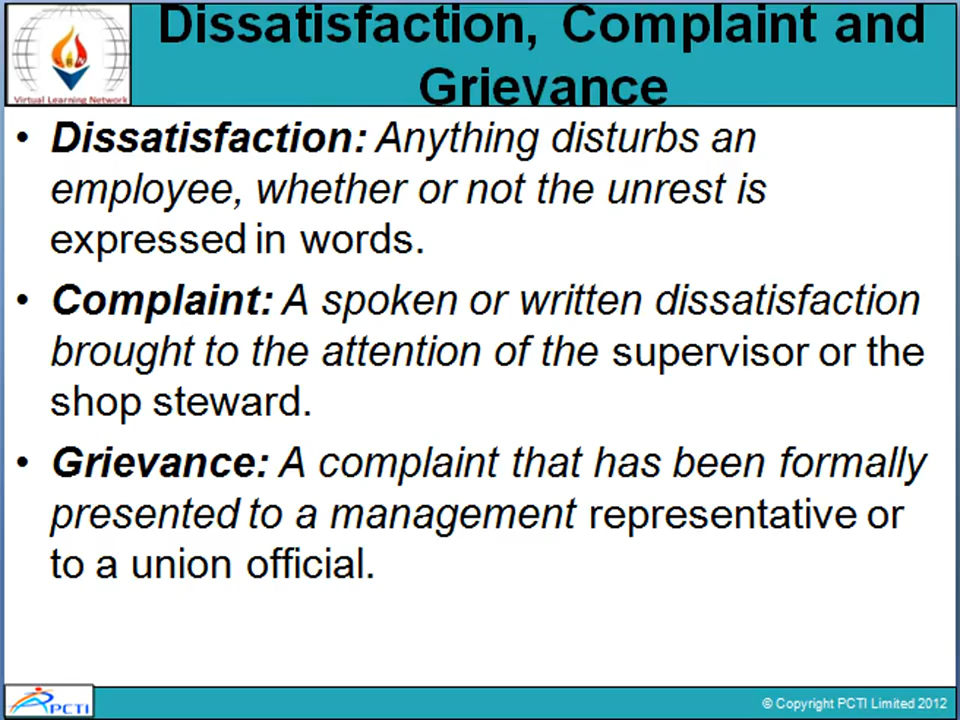 Dissatisfaction, Complaint and
Grievance
Virtual Learning Network
• Dissatisfaction: Anything disturbs an
employee, whether or not the unrest is
expressed in words.
• Complaint: A spoken or written dissatisfaction
brought to the attention of the supervisor or the
shop steward.
• Grievance: A complaint that has been formally
presented to a management representative or
to a union official.
PCTI
© Copyright PCTI Limited 2012